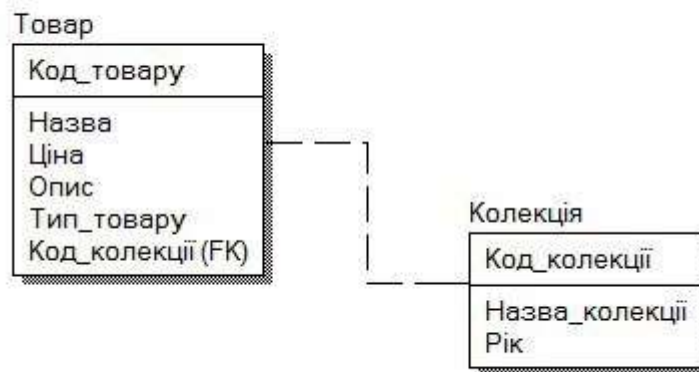 Товар
Код_товару
Назва
Ціна
Опис
Тип_товару
Код_колекції (FK)
Колекція
Код_колекції
Назва_колекції
Рік